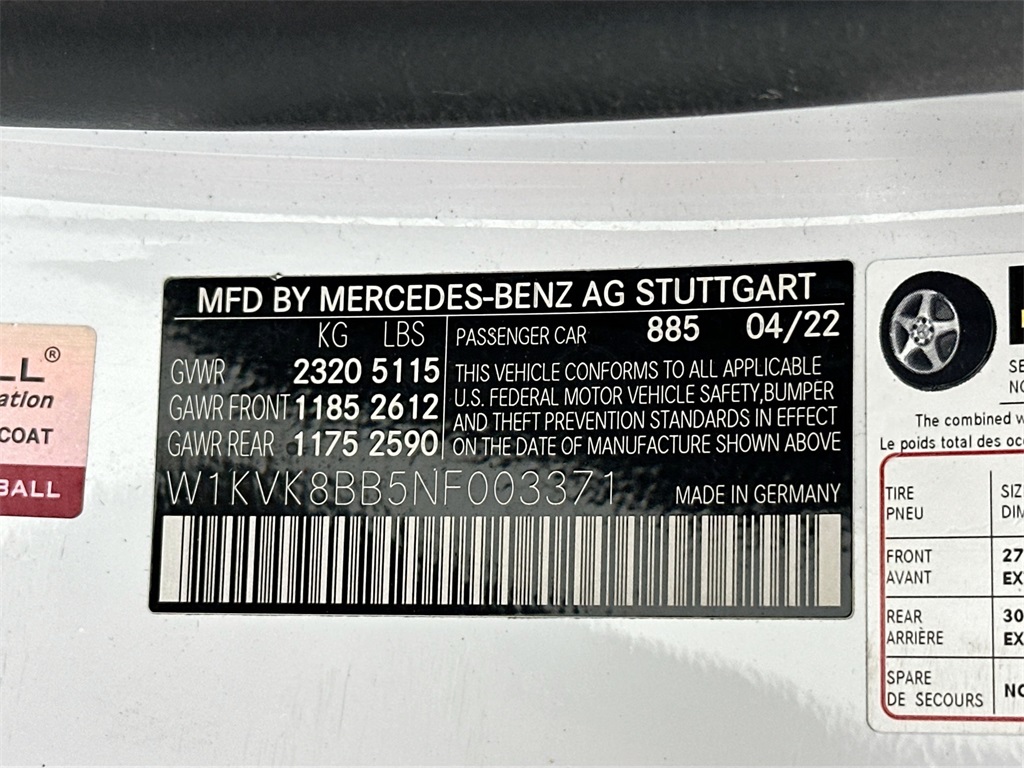 MFD BY MERCEDES-BENZ AG STUTTGART
KG LBS
GVWR 2320 5115
GAWR FRONT 1185 2612
GAWR REAR 1175 2590
PASSENGER CAR 885 04/22
THIS VEHICLE CONFORMS TO ALL APPLICABLE
U.S. FEDERAL MOTOR VEHICLE SAFETY,BUMPER
AND THEFT PREVENTION STANDARDS IN EFFECT
ON THE DATE OF MANUFACTURE SHOWN ABOVE
W1KVK8BB5NF003371 MADE IN GERMANY
®
COAT
BALL
The combined
Le poids total des
TIRE
PNEU
FRONT
AVANT
REAR
ARRIÈRE
SPARE
DE SECOURS